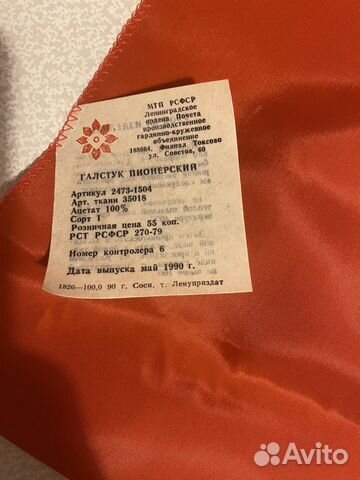 МТП РСФСР
Ленинградское
ордена Почета
производственное
гардинно-кружевное
объединение
188664. Филиал Токсово
ул. Советов, 60
ГАЛСТУК ПИОНЕРСКИЙ
Артикул 2473-1504
Арт. ткани 35018
Ацетат 100%
Сорт I
Розничная цена 55 коп.
РСТ РСФСР 270-79
Номер контролера 6
Дата выпуска май 1990 г.
1826—100,0 90 г. Сосн. т. Ленуприздат
Avito